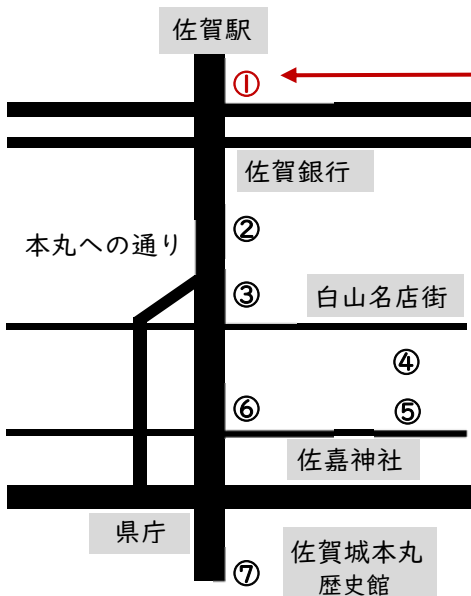 佐賀駅
①
佐賀銀行
②
本丸への通り
③
白山名店街
④
⑥
⑤
佐嘉神社
県庁
佐賀城本丸
歴史館
⑦